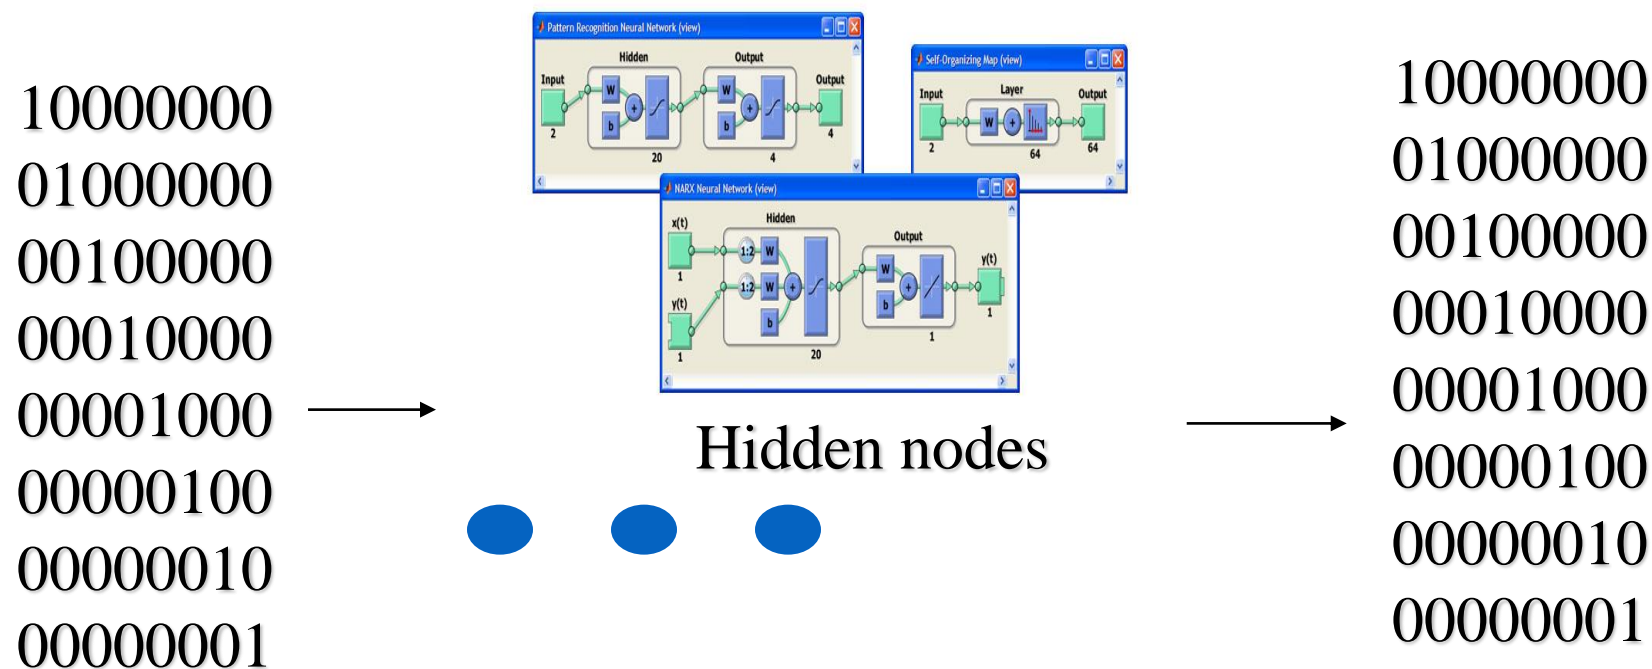 10000000
01000000
00100000
00010000
00001000
00000100
00000010
00000001
Pattern Recognition Neural Network (view)
Hidden
Output
Input
Output
W
W
+
+
b
b
2
20
4
4
Self-Organizing Map (view)
Input
Layer
Output
W
+
2
64
64
NARX Neural Network (view)
x(t)
Hidden
Output
1:2
W
W
y(t)
1
y(t)
1:2
W
+
+
b
b
1
20
1
1
Hidden nodes
10000000
01000000
00100000
00010000
00001000
00000100
00000010
00000001